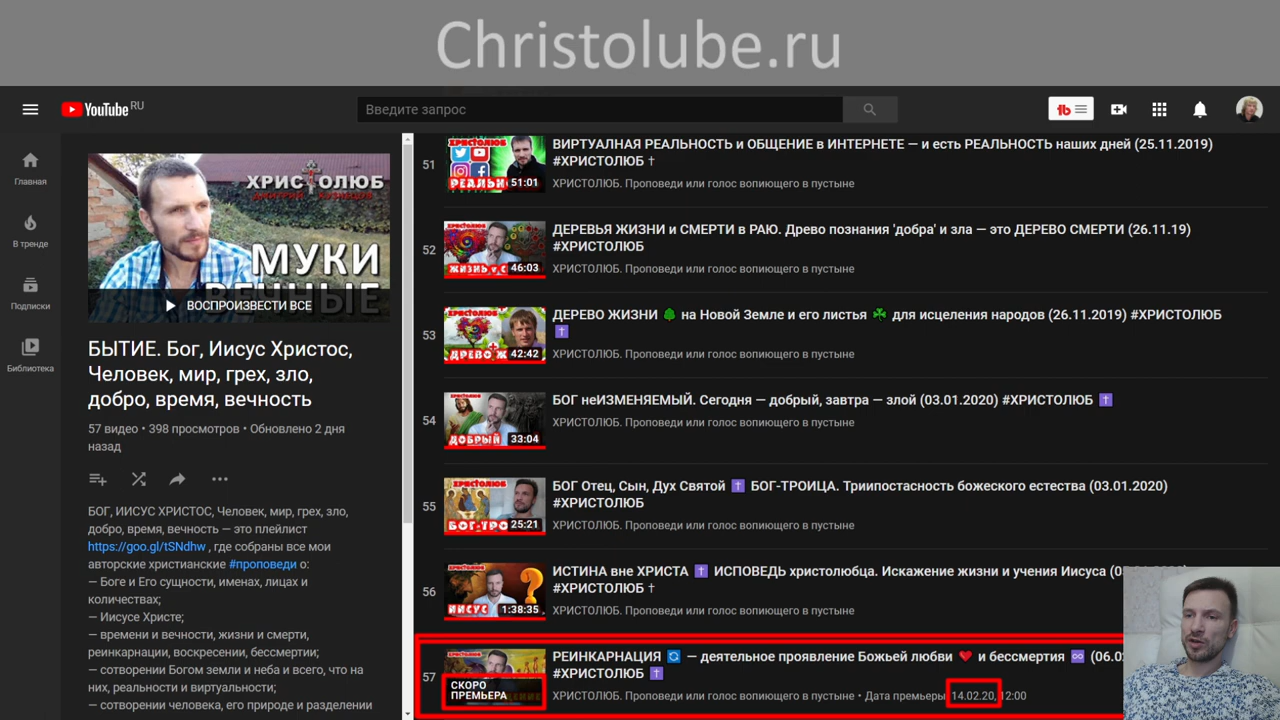 Christolube.ru
YouTube RU
Введите запрос
Главная
В тренде
Подписки
Библиотека
ХРИСТОЛЮБ
МУКИ
ВЕЧНЫЕ
ВОСПРОИЗВЕСТИ ВСЕ
БЫТИЕ. Бог, Иисус Христос,
Человек, мир, грех, зло,
добро, время, вечность
57 видео • 398 просмотров • Обновлено 2 дня
назад
БОГ, ИИСУС ХРИСТОС, Человек, мир, грех, зло,
добро, время, вечность — это плейлист
https://goo.gl/tSNdhw , где собраны все мои
авторские христианские #проповеди о:
— Боге и Его сущности, именах, лицах и
количествах;
— Иисусе Христе;
— времени и вечности, жизни и смерти,
реинкарнации, воскресении, бессмертии;
— сотворении Богом земли и неба и всего, что на
них, реальности и виртуальности;
— сотворении человека, его природе и разделении
51
51:01
ВИРТУАЛЬНАЯ РЕАЛЬНОСТЬ и ОБЩЕНИЕ в ИНТЕРНЕТЕ — и есть РЕАЛЬНОСТЬ наших дней (25.11.2019)
#ХРИСТОЛЮБ †
ХРИСТОЛЮБ. Проповеди или голос вопиющего в пустыне
52
46:03
ДЕРЕВЬЯ ЖИЗНИ и СМЕРТИ в РАЮ. Древо познания 'добра' и зла — это ДЕРЕВО СМЕРТИ (26.11.19)
#ХРИСТОЛЮБ
ХРИСТОЛЮБ. Проповеди или голос вопиющего в пустыне
53
42:42
ДЕРЕВО ЖИЗНИ 🌳 на Новой Земле и его листья ☘ для исцеления народов (26.11.2019) #ХРИСТОЛЮБ
✝
ХРИСТОЛЮБ. Проповеди или голос вопиющего в пустыне
54
ДОБРЫЙ
33:04
БОГ неИЗМЕНЯЕМЫЙ. Сегодня — добрый, завтра — злой (03.01.2020) #ХРИСТОЛЮБ ✝
ХРИСТОЛЮБ. Проповеди или голос вопиющего в пустыне
55
25:21
БОГ Отец, Сын, Дух Святой ✝ БОГ-ТРОИЦА. Триипостасность божеского естества (03.01.2020)
#ХРИСТОЛЮБ
ХРИСТОЛЮБ. Проповеди или голос вопиющего в пустыне
56
ИИСУС
1:38:35
ИСТИНА вне ХРИСТА ✝ ИСПОВЕДЬ христолюбца. Искажение жизни и учения Иисуса
#ХРИСТОЛЮБ †
ХРИСТОЛЮБ. Проповеди или голос вопиющего в пустыне
57
СКОРО
ПРЕМЬЕРА
РЕИНКАРНАЦИЯ 🔄 — деятельное проявление Божьей любви ❤ и бессмертия ♾ (06.02
#ХРИСТОЛЮБ ✝
ХРИСТОЛЮБ. Проповеди или голос вопиющего в пустыне • Дата премьеры: 14.02.20, 12:00